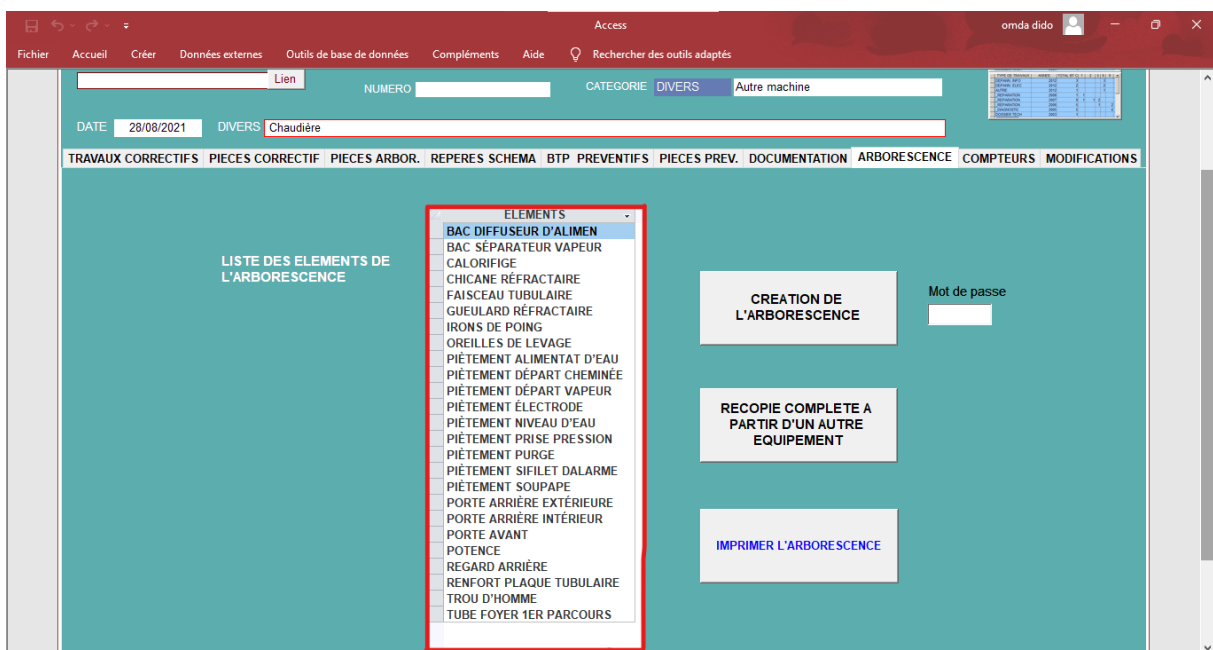 Access
omda dido
Fichier Accueil Créer Données externes Outils de base de données Compléments Aide Rechercher des outils adaptés
Lien
NUMERO
CATEGORIE DIVERS Autre machine
DATE 28/08/2021 DIVERS Chaudière
TRAVAUX CORRECTIFS PIECES CORRECTIF PIECES ARBOR. REPERES SCHEMA BTP PREVENTIFS PIECES PREV. DOCUMENTATION ARBORESCENCE COMPTEURS MODIFICATIONS
LISTE DES ELEMENTS DE
L'ARBORESCENCE
ELEMENTS
BAC DIFFUSEUR D'ALIMEN
BAC SÉPARATEUR VAPEUR
CALORIFIGE
CHICANE RÉFRACTAIRE
FAISCEAU TUBULAIRE
GUEULARD RÉFRACTAIRE
IRONS DE POING
OREILLES DE LEVAGE
PIÈTEMENT ALIMENTAT D'EAU
PIÈTEMENT DÉPART CHEMINÉE
PIÈTEMENT DÉPART VAPEUR
PIÈTEMENT ÉLECTRODE
PIÈTEMENT NIVEAU D'EAU
PIÈTEMENT PRISE PRESSION
PIÈTEMENT PURGE
PIÈTEMENT SIFILET DALARME
PIÈTEMENT SOUPAPE
PORTE ARRIÈRE EXTÉRIEURE
PORTE ARRIÈRE INTÉRIEUR
PORTE AVANT
POTENCE
REGARD ARRIÈRE
RENFORT PLAQUE TUBULAIRE
TROU D'HOMME
TUBE FOYER 1ER PARCOURS
CREATION DE
L'ARBORESCENCE
Mot de passe
RECOPIE COMPLETE A
PARTIR D'UN AUTRE
EQUIPEMENT
IMPRIMER L'ARBORESCENCE